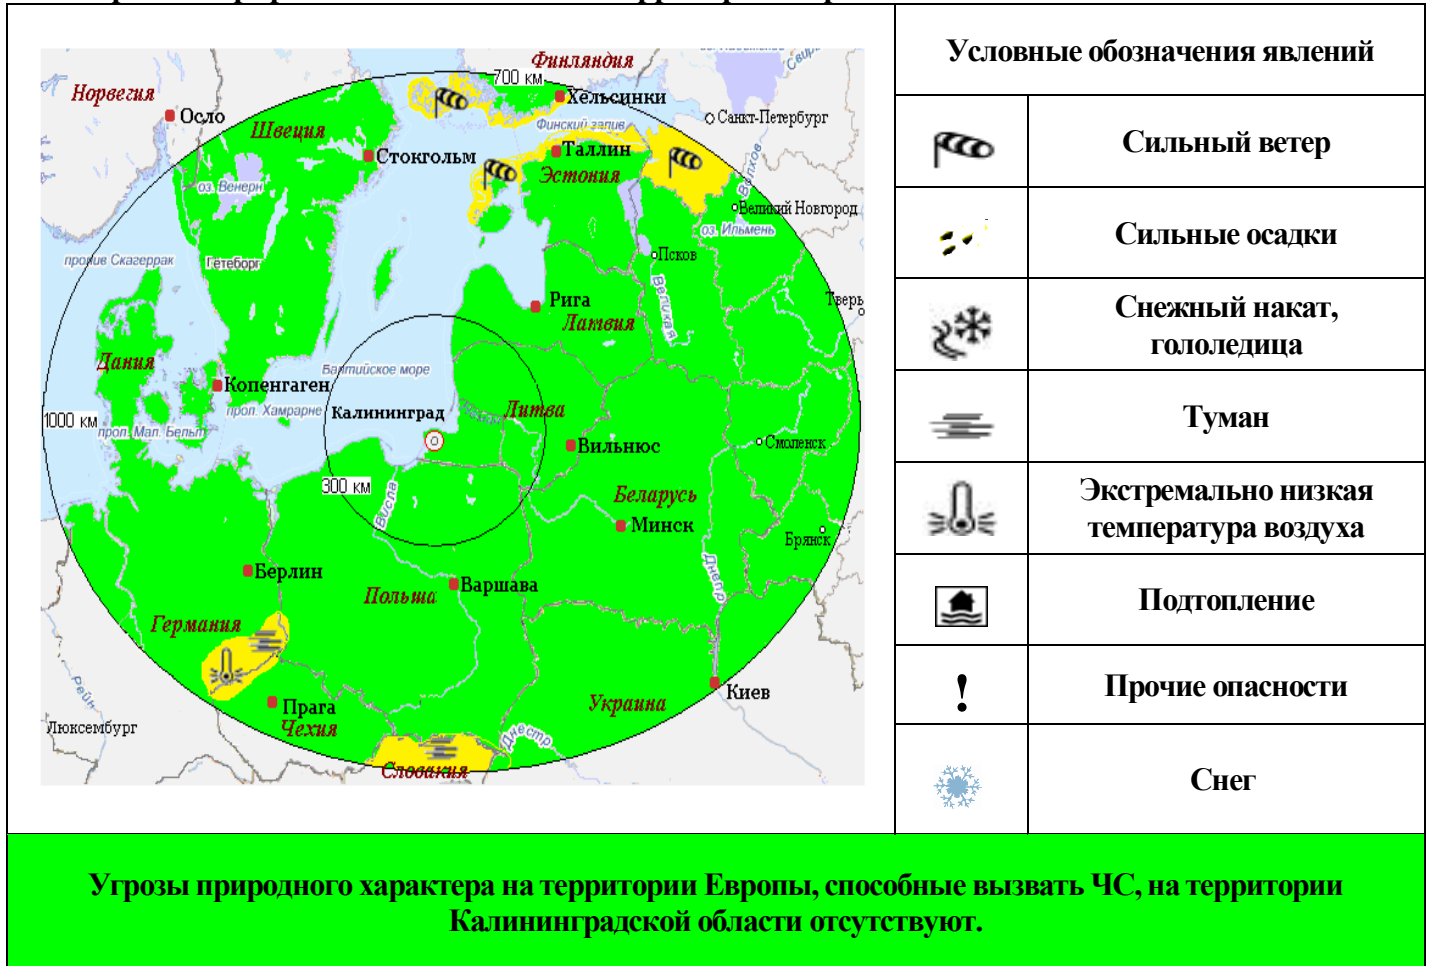 Финляндия
700 км
Норвегия
Хельсинки
Осло
Санкт-Петербург
Швеция
Финский залив
Стокгольм
Таллин
Волхов
Эстония
оз. Венерн
Великий Новгород
оз. Ильмень
Псков
пролив Скагеррак
Гётеборг
Великая
Тверь
Рига
Латвия
Дания
Балтийское море
Копенгаген
прол. Хамрарне
Калининград
Литва
1000 км
прол. Мал. Бельт
Смоленск
Вильнюс
300 км
Висла
Беларусь
Минск
Брянск
Днепр
Берлин
Варшава
Польша
Германия
Рейн
Киев
Украина
Прага
Чехия
Люксембург
Днестр
Словакия
Условные обозначения явлений
Сильный ветер
Сильные осадки
Снежный накат,
гололедица
Туман
Экстремально низкая
температура воздуха
Подтопление
!
Прочие опасности
Снег
Угрозы природного характера на территории Европы, способные вызвать ЧС, на территории
Калининградской области отсутствуют.